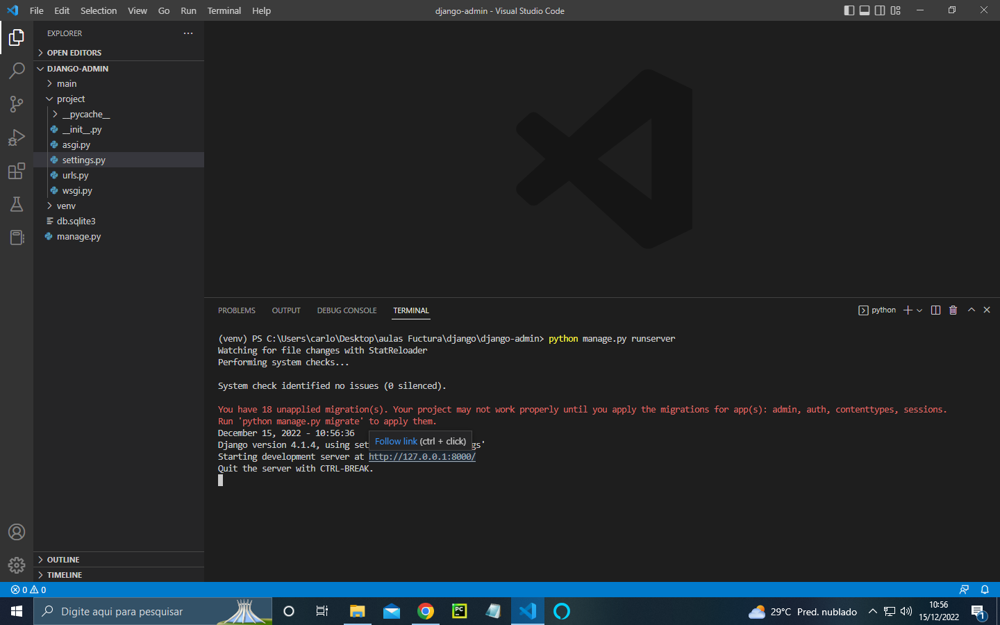 File Edit Selection View Go Run Terminal Help
django-admin - Visual Studio Code
EXPLORER
OPEN EDITORS
DJANGO-ADMIN
main
project
__pycache__
__init__.py
asgi.py
settings.py
urls.py
wsgi.py
venv
db.sqlite3
manage.py
OUTLINE
TIMELINE
PROBLEMS OUTPUT DEBUG CONSOLE TERMINAL
python
(venv) PS C:\Users\carlo\Desktop\aulas Fuctura\django\django-admin> python manage.py runserver
Watching for file changes with StatReloader
Performing system checks...
System check identified no issues (0 silenced).
You have 18 unapplied migration(s). Your project may not work properly until you apply the migrations for app(s): admin, auth, contenttypes, sessions.
Run 'python manage.py migrate' to apply them.
December 15, 2022 - 10:56:36
Follow link (ctrl + click)
Django version 4.1.4, using set gs'
Starting development server at http://127.0.0.1:8000/
Quit the server with CTRL-BREAK.
0 0
Digite aqui para pesquisar
PC
29°C Pred. nublado
10:56
15/12/2022
1